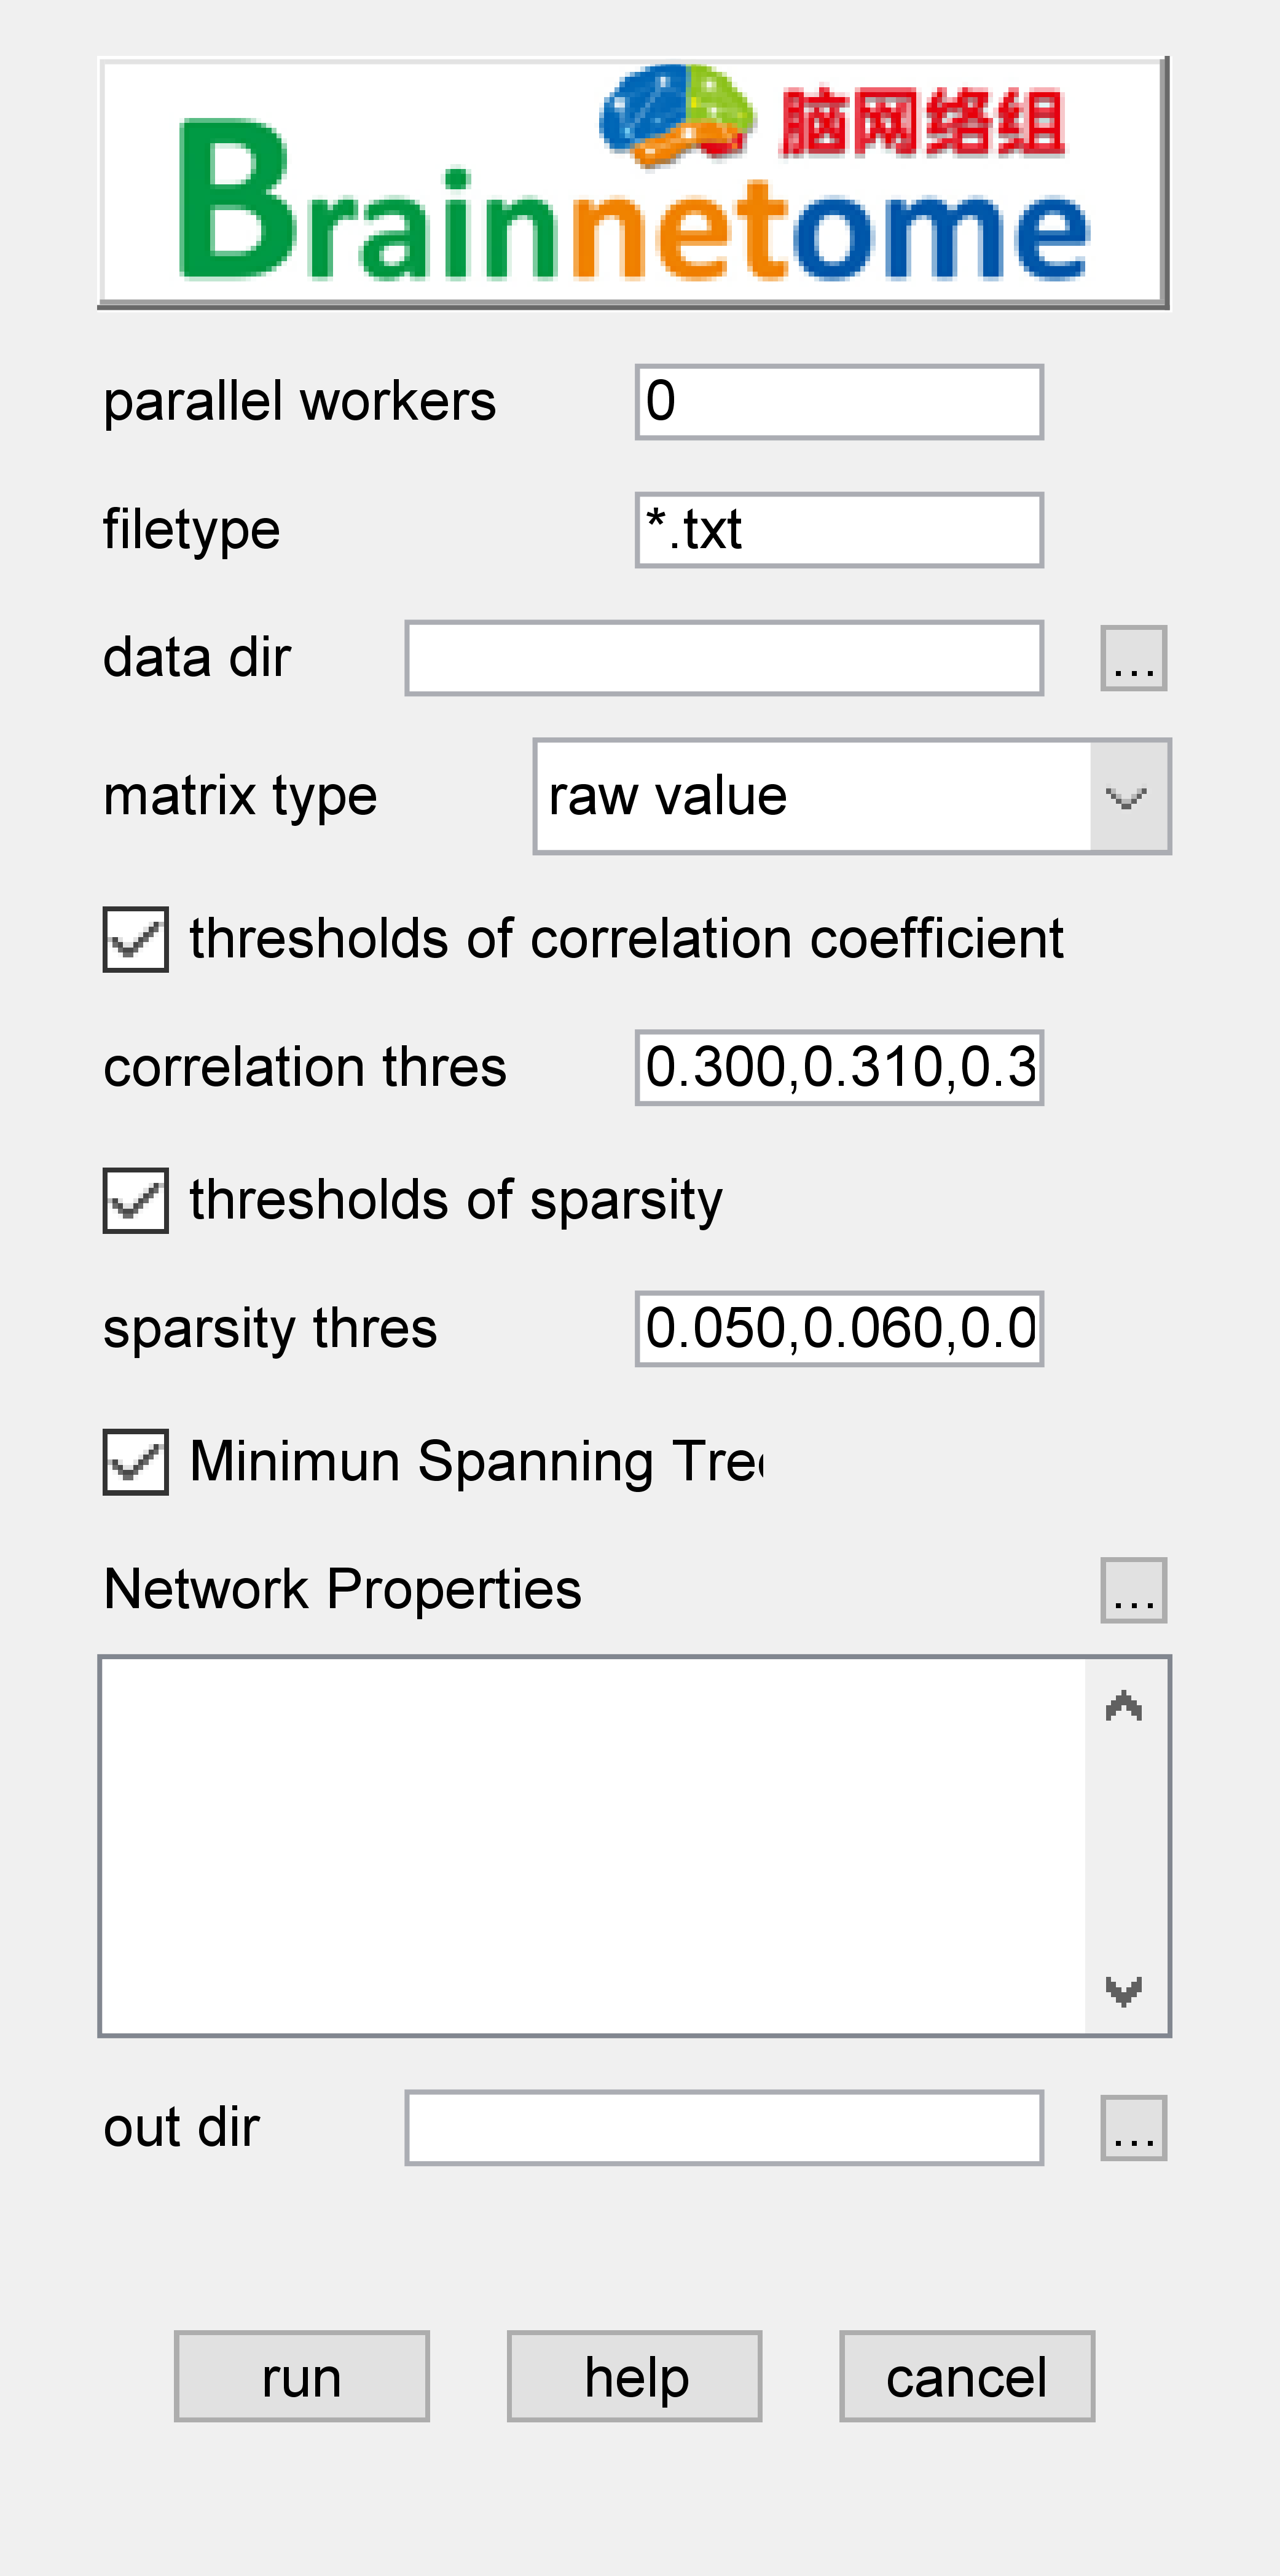 脑网络组
Brainnetome
parallel workers 0
filetype *.txt
data dir ...
matrix type raw value
thresholds of correlation coefficient
correlation thres 0.300,0.310,0.3
thresholds of sparsity
sparsity thres 0.050,0.060,0.0
Minimun Spanning Tree
Network Properties ...
out dir ...
run help cancel